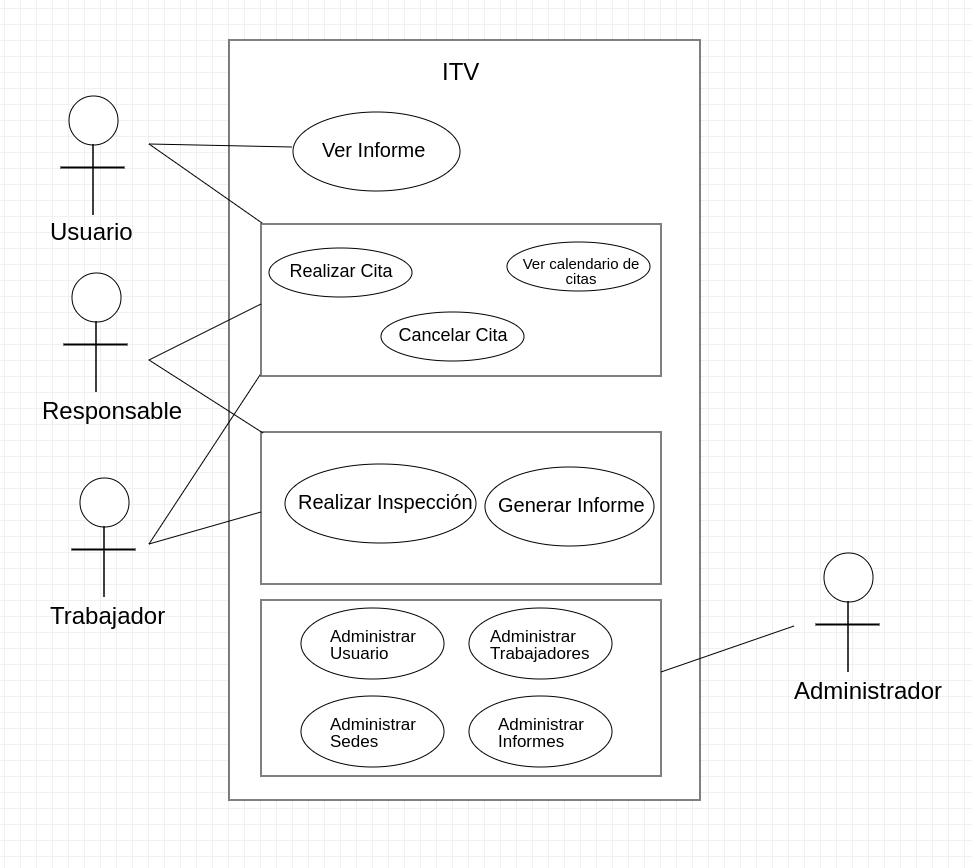 ITV
Ver Informe
Usuario
Realizar Cita
Ver calendario de
citas
Cancelar Cita
Responsable
Realizar Inspección
Generar Informe
Trabajador
Administrar
Usuario
Administrar
Trabajadores
Administrar
Sedes
Administrar
Informes
Administrador